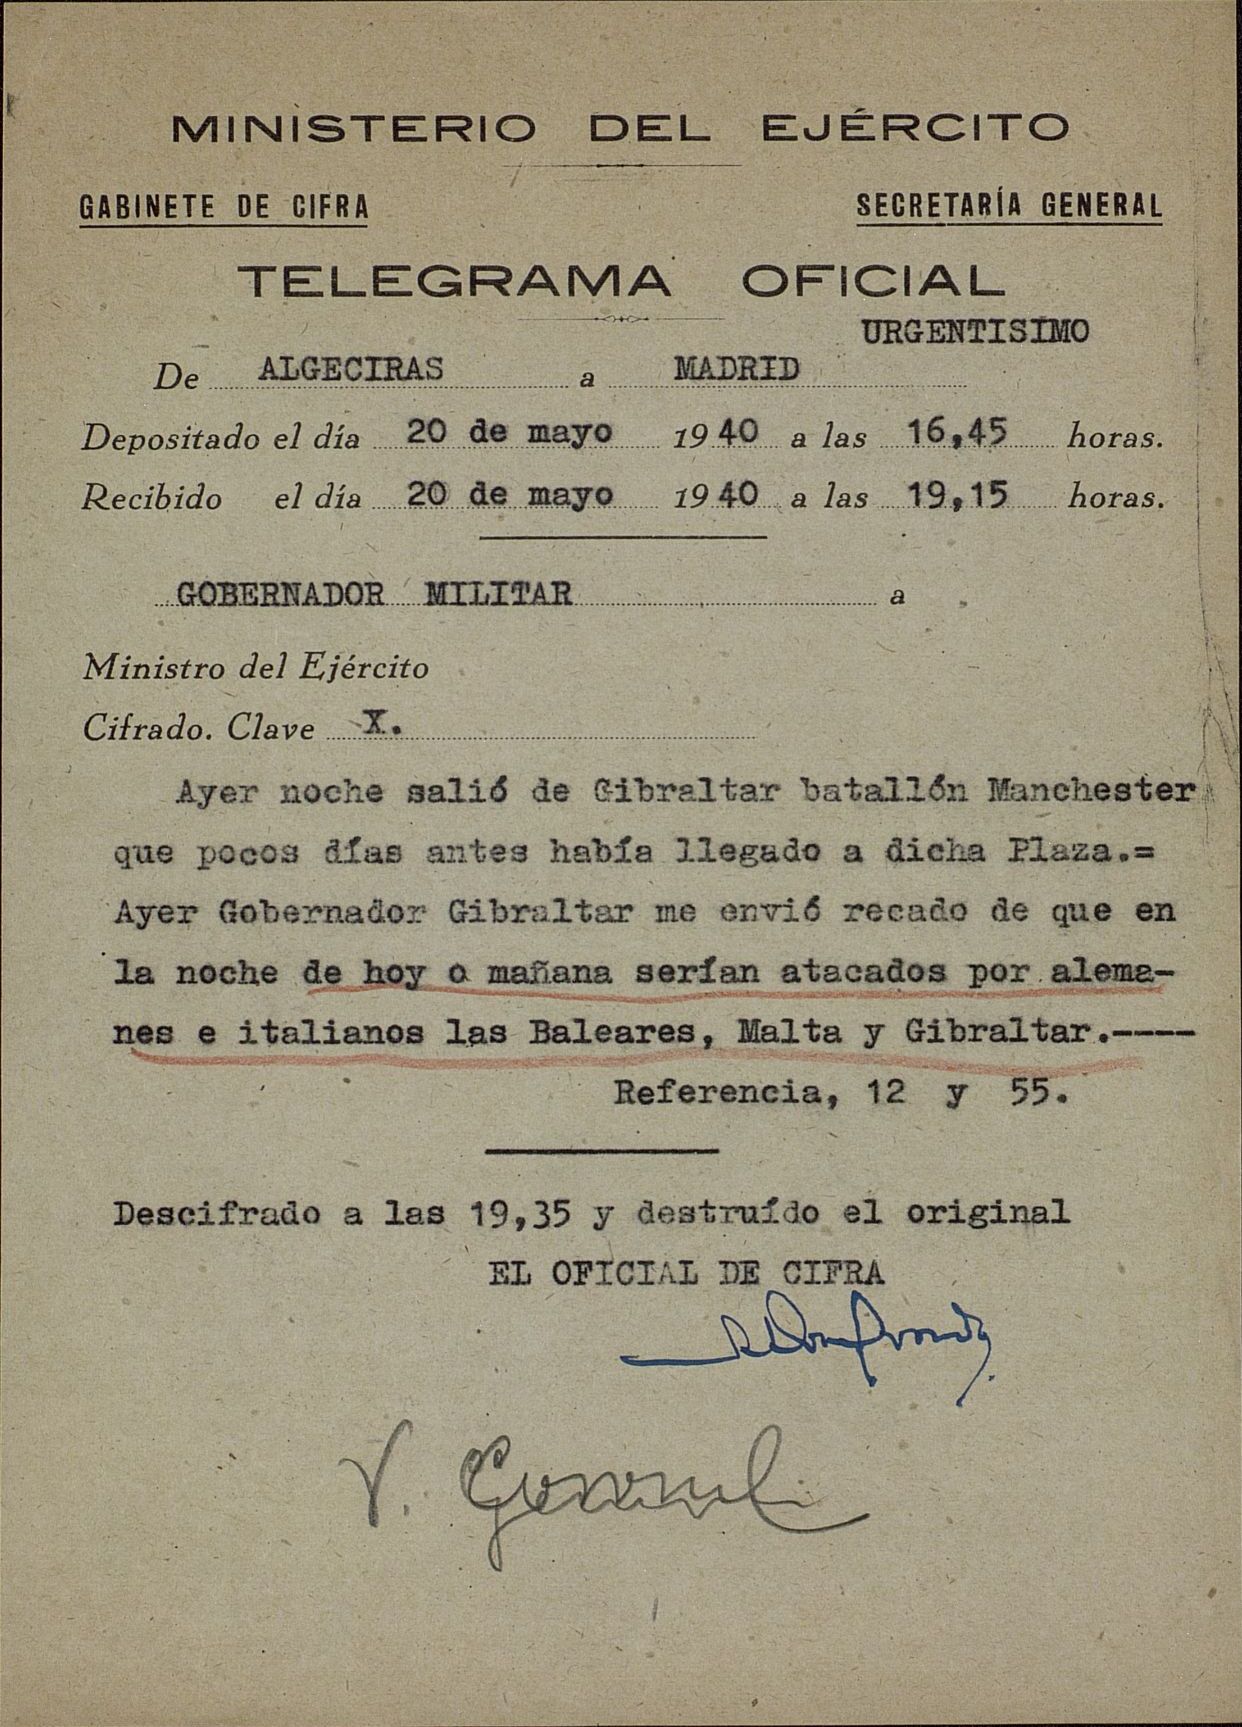 MINISTERIO DEL EJÉRCITO
GABINETE DE CIFRA SECRETARÍA GENERAL
TELEGRAMA OFICIAL
URGENTISIMO
De ALGECIRAS a MADRID
Depositado el día 20 de mayo 1940 a las 16,45 horas.
Recibido el día 20 de mayo 1940 a las 19,15 horas.
GOBERNADOR MILITAR a
Ministro del Ejército
Cifrado. Clave X.
Ayer noche salió de Gibraltar batallón Manchester
que pocos días antes había llegado a dicha Plaza.=
Ayer Gobernador Gibraltar me envió recado de que en
la noche de hoy o mañana serían atacados por alema-
nes e italianos las Baleares, Malta y Gibraltar.----
Referencia, 12 y 55.
Descifrado a las 19,35 y destruído el original
EL OFICIAL DE CIFRA